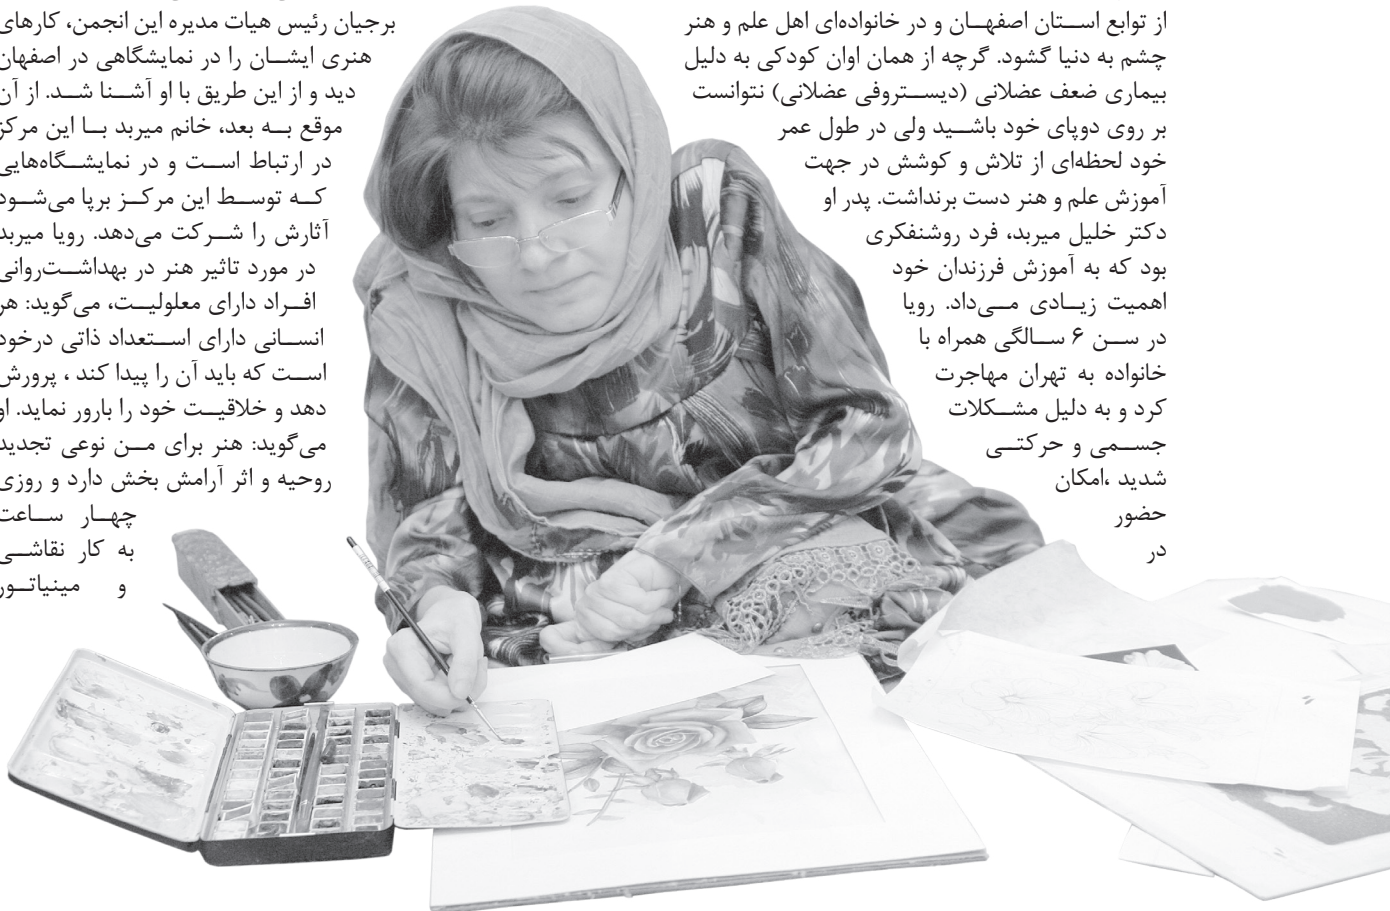 از توابع استان اصفهان و در خانواده‌ای اهل علم و هنر
چشم به دنیا گشود. گرچه از همان اوان کودکی به دلیل
بیماری ضعف عضلانی (دیستروفی عضلانی) نتوانست
بر روی دوپای خود باشید ولی در طول عمر
خود لحظه‌ای از تلاش و کوشش در جهت
آموزش علم و هنر دست برنداشت. پدر او
دکتر خلیل میربد، فرد روشنفکری
بود که به آموزش فرزندان خود
اهمیت زیادی می‌داد. رویا
در سن ۶ سالگی همراه با
خانواده به تهران مهاجرت
کرد و به دلیل مشکلات
جسمی و حرکتی
شدید ،امکان
حضور
در
برجیان رئیس هیات مدیره این انجمن، کارهای
هنری ایشان را در نمایشگاهی در اصفهان
دید و از این طریق با او آشنا شد. از آن
موقع به بعد، خانم میربد با این مرکز
در ارتباط است و در نمایشگاه‌هایی
که توسط این مرکز برپا می‌شود
آثارش را شرکت می‌دهد. رویا میربد
در مورد تاثیر هنر در بهداشت‌روانی
افراد دارای معلولیت، می‌گوید: هر
انسانی دارای استعداد ذاتی درخود
است که باید آن را پیدا کند ، پرورش
دهد و خلاقیت خود را بارور نماید. او
می‌گوید: هنر برای من نوعی تجدید
روحیه و اثر آرامش بخش دارد و روزی
چهار ساعت
به کار نقاشی
و مینیاتور